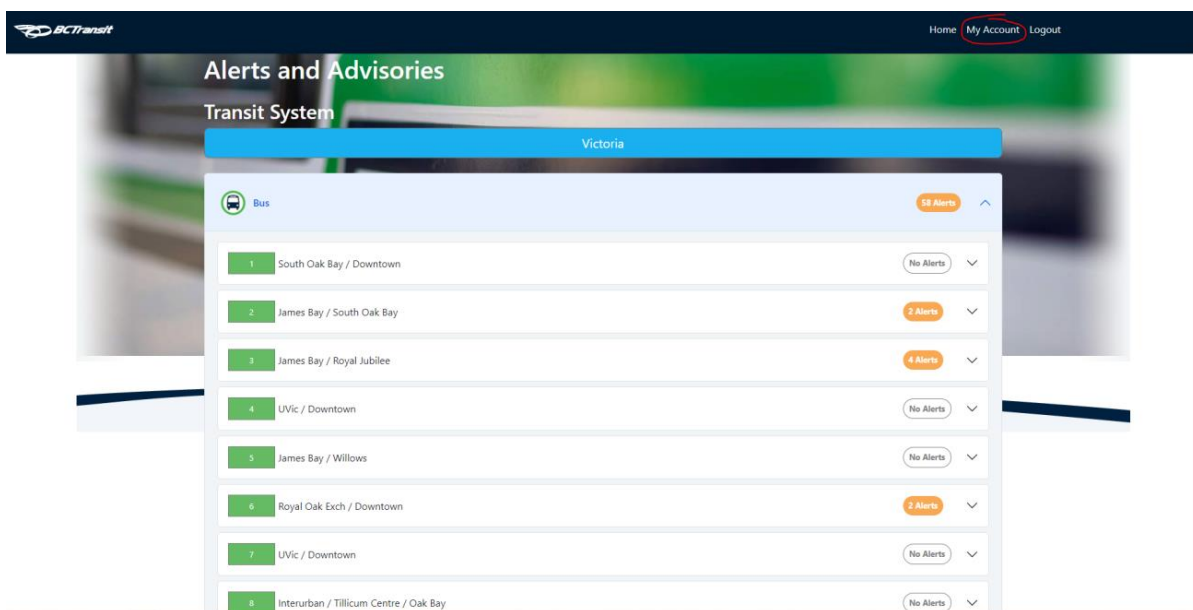 BCTransit
Home My Account Logout
Alerts and Advisories
Transit System
Victoria
Bus 58 Alerts
1 South Oak Bay / Downtown No Alerts
2 James Bay / South Oak Bay 2 Alerts
3 James Bay / Royal Jubilee 4 Alerts
4 UVic / Downtown No Alerts
5 James Bay / Willows No Alerts
6 Royal Oak Exch / Downtown 2 Alerts
7 UVic / Downtown No Alerts
8 Interurban / Tillicum Centre / Oak Bay No Alerts